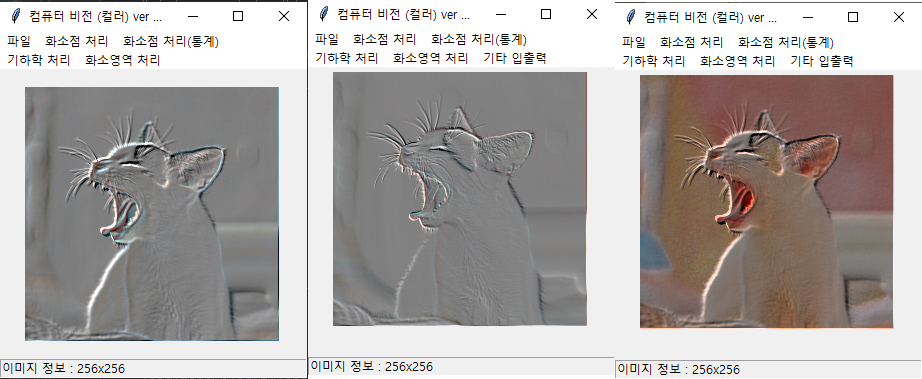 컴퓨터 비전 (컬러) ver ...
파일 화소점 처리 화소점 처리(통계)
기하학 처리 화소영역 처리
이미지 정보 : 256x256
컴퓨터 비전 (컬러) ver ...
파일 화소점 처리 화소점 처리(통계)
기하학 처리 화소영역 처리 기타 입출력
이미지 정보 : 256x256
컴퓨터 비전 (컬러) ver ...
파일 화소점 처리 화소점 처리(통계)
기하학 처리 화소영역 처리 기타 입출력
이미지 정보 : 256x256